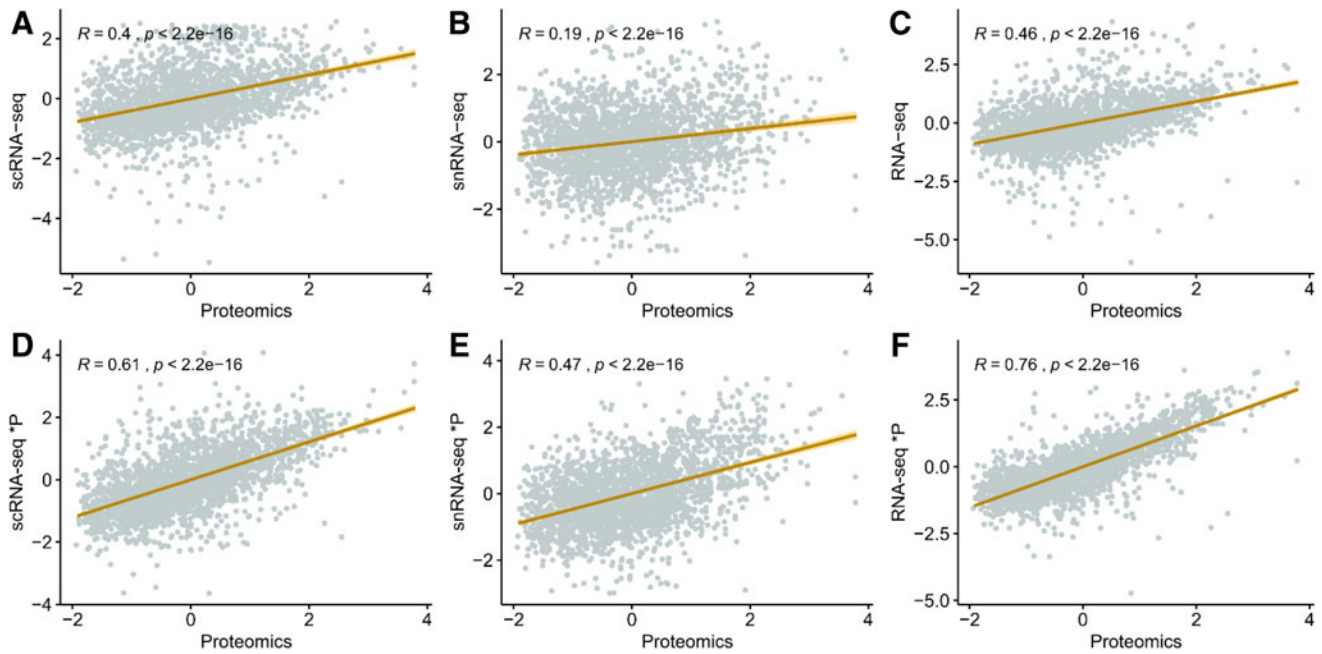 A
R = 0.4 , p < 2.2e−16
2
0
−2
−4
scRNA−seq
−2
0
2
4
Proteomics
B
R = 0.19 , p < 2.2e−16
2
0
−2
snRNA−seq
−2
0
2
4
Proteomics
C
R = 0.46 , p < 2.2e−16
2.5
0.0
−2.5
−5.0
RNA−seq
−2
0
2
4
Proteomics
D
R = 0.61 , p < 2.2e−16
4
2
0
−2
−4
scRNA-seq *P
−2
0
2
4
Proteomics
E
R = 0.47 , p < 2.2e−16
4
2
0
−2
snRNA-seq *P
−2
0
2
4
Proteomics
F
R = 0.76 , p < 2.2e−16
2.5
0.0
−2.5
−5.0
RNA-seq *P
−2
0
2
4
Proteomics